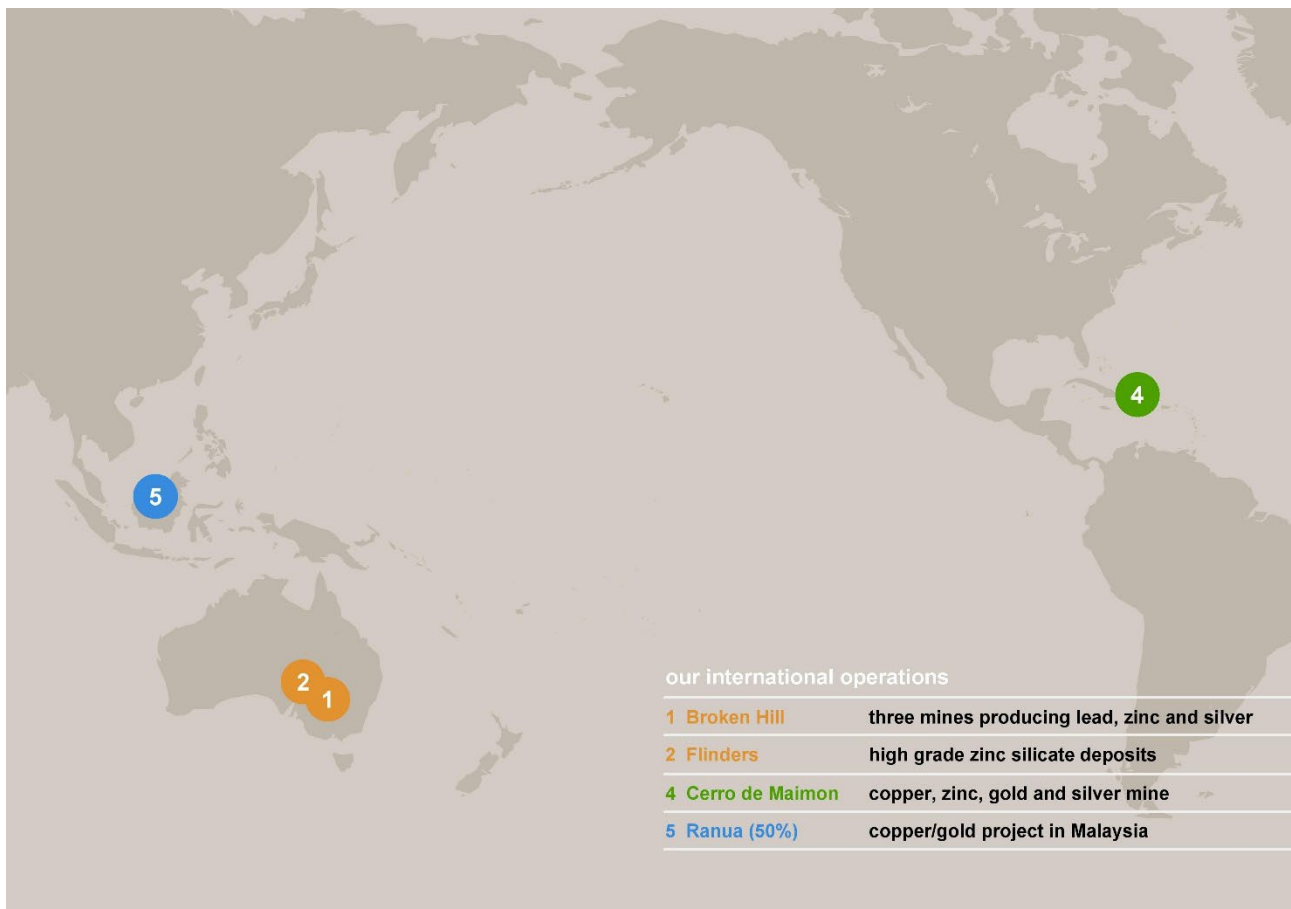 4
5
2
1
our international operations
1 Broken Hill three mines producing lead, zinc and silver
2 Flinders high grade zinc silicate deposits
4 Cerro de Maimon copper, zinc, gold and silver mine
5 Ranua (50%) copper/gold project in Malaysia